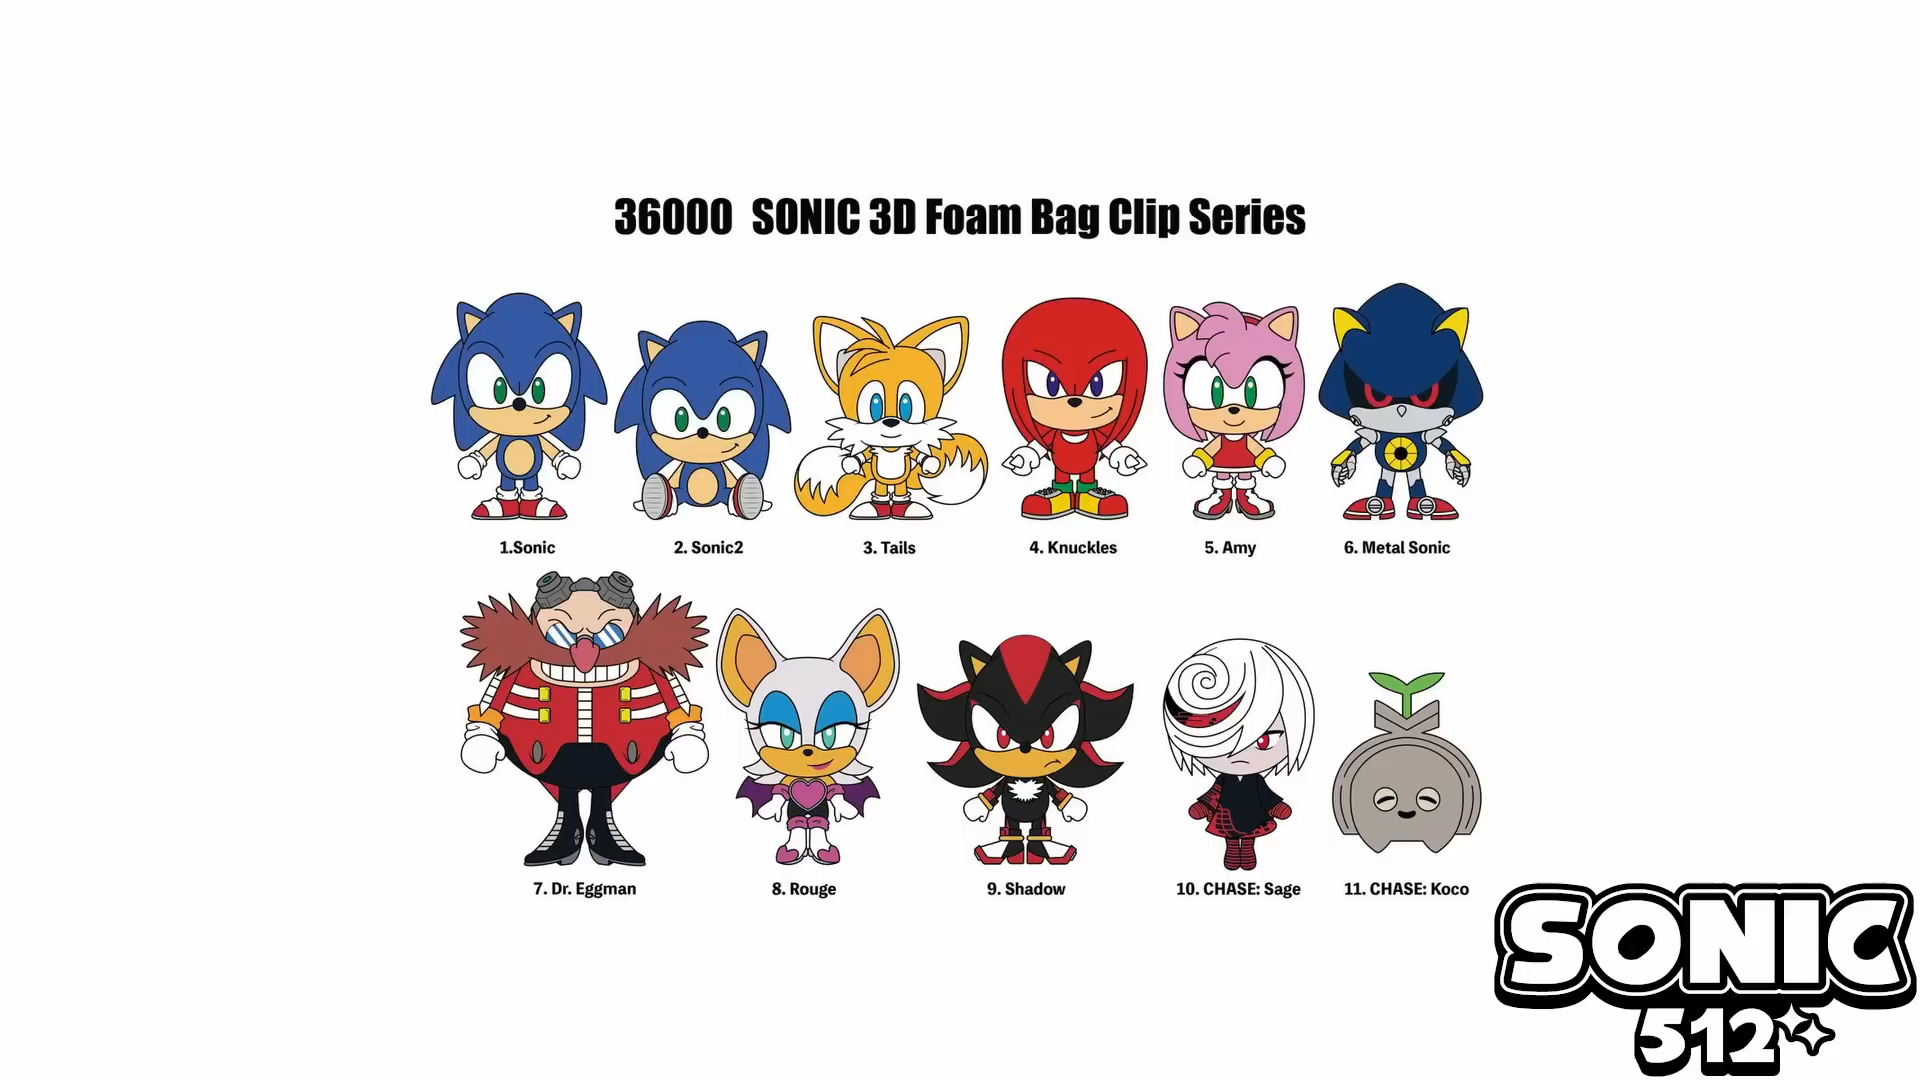 36000 SONIC 3D Foam Bag Clip Series
1.Sonic
2. Sonic2
3. Tails
4. Knuckles
5. Amy
6. Metal Sonic
7. Dr. Eggman
8. Rouge
9. Shadow
10. CHASE: Sage
11. CHASE: Koco
SONIC
512